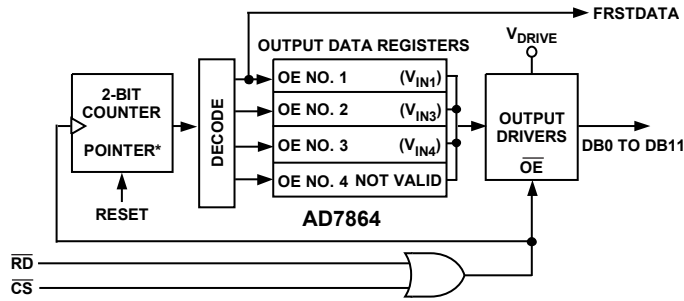 FRSTDATA
OUTPUT DATA REGISTERS
VDRIVE
2-BIT
COUNTER
POINTER*
RESET
DECODE
OE NO. 1 (VIN1)
OE NO. 2 (VIN3)
OE NO. 3 (VIN4)
OE NO. 4 NOT VALID
AD7864
OUTPUT
DRIVERS
OE
DB0 TO DB11
RD
CS